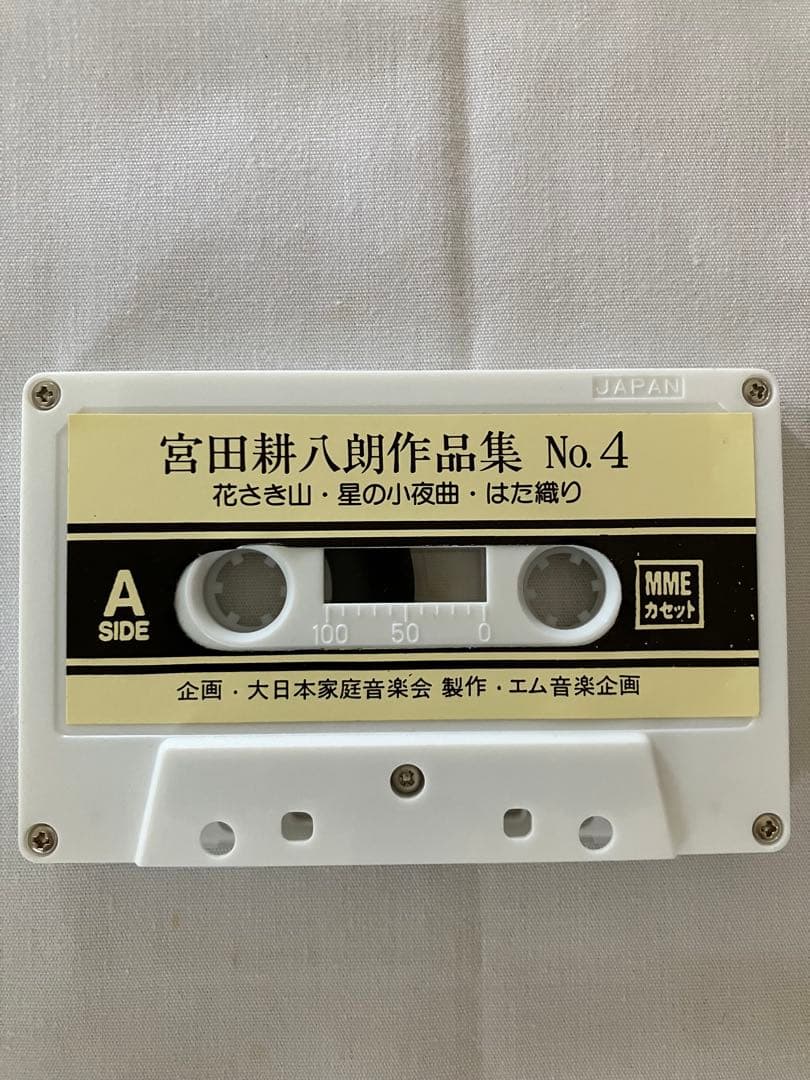 JAPAN
宮田耕八朗作品集 No.4
花さき山・星の小夜曲・はた織り
A
SIDE
100 50 0
MME
カセット
企画・大日本家庭音楽会 製作・エム音楽企画